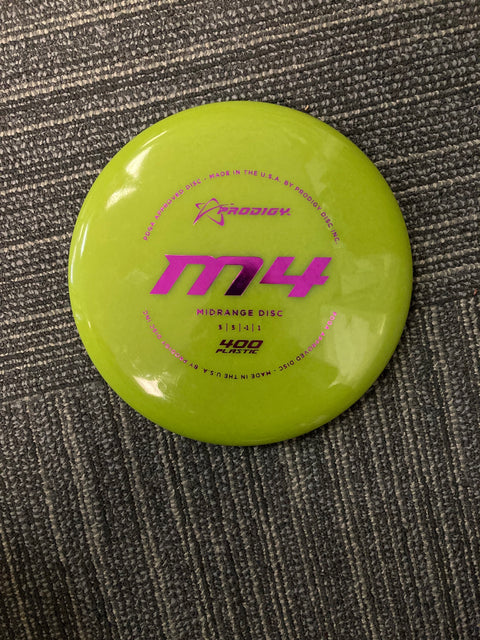 PDGA APPROVED DISC - MADE IN THE U.S.A. BY PRODIGY DISC INC.
PRODIGY
M4
MIDRANGE DISC
5 | 5 | -1 | 1
400
PLASTIC
PDGA APPROVED DISC - MADE IN THE U.S.A. BY PRODIGY DISC INC.